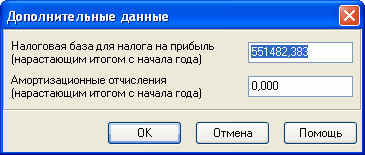 Дополнительные данные
Налоговая база для налога на прибыль
(нарастающим итогом с начала года)
551482,383
Амортизационные отчисления
(нарастающим итогом с начала года)
0,000
OK
Отмена
Помощь